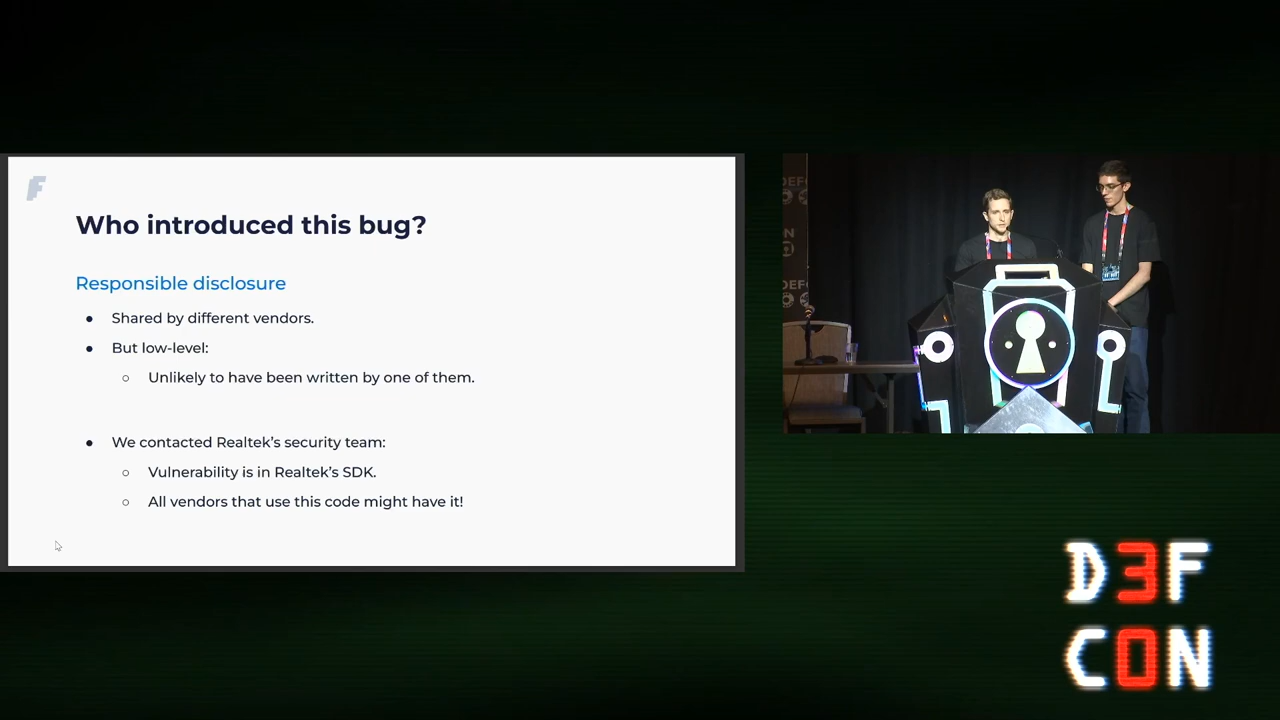 Who introduced this bug?
Responsible disclosure
● Shared by different vendors.
● But low-level:
○ Unlikely to have been written by one of them.
● We contacted Realtek's security team:
○ Vulnerability is in Realtek's SDK.
○ All vendors that use this code might have it!
D3F
C0N